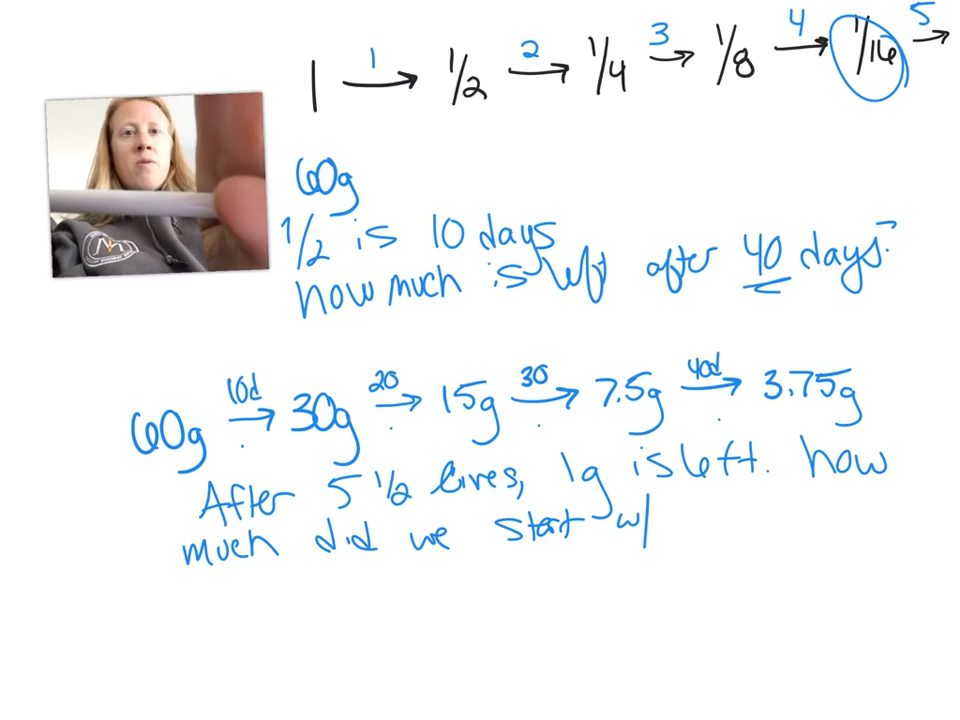 1 →1 1/2 →2 1/4 →3 1/8 →4 1/16 →5
60g
1/2 is 10 days
how much is left after 40 days?
60g →10d 30g →20 15g →30 7.5g →40d 3.75g
After 5 1/2 lives, 1g is left. how
much did we start w/